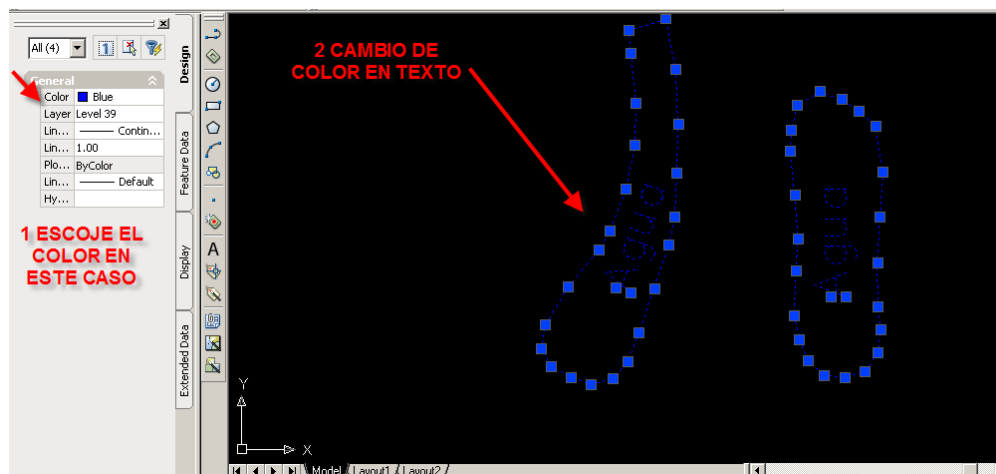 All (4)
General
Color Blue
Layer Level 39
Lin... Contin...
Lin... 1.00
Plo... ByColor
Lin... Default
Hy...
1 ESCOJE EL
COLOR EN
ESTE CASO
Design
Feature Data
Display
Extended Data
A
2 CAMBIO DE
COLOR EN TEXTO
Y
X
Model
Layout1
Layout2